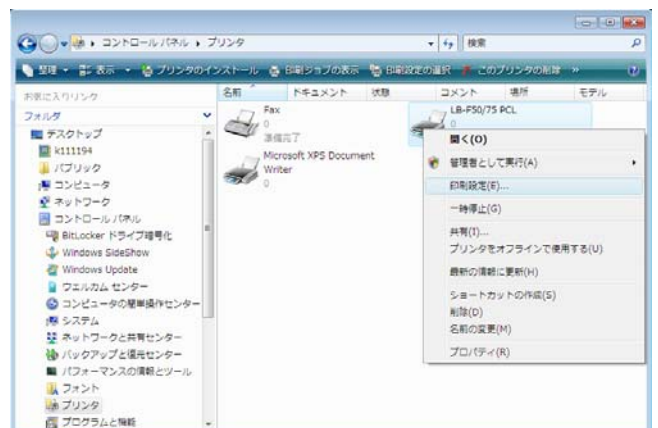 コントロール パネル ▸ プリンタ
検索
整理 表示 プリンタのインストール 印刷ジョブの表示 印刷設定の選択 このプリンタの削除 »
お気に入りリンク
フォルダ
デスクトップ
k111194
パブリック
コンピュータ
ネットワーク
コントロール パネル
BitLocker ドライブ暗号化
Windows SideShow
Windows Update
ウェルカム センター
コンピュータの簡単操作センター
システム
ネットワークと共有センター
バックアップと復元センター
パフォーマンスの情報とツール
フォント
プリンタ
プログラムと機能
名前 ドキュメント 状態 コメント 場所 モデル
Fax
0
準備完了
Microsoft XPS Document
Writer
0
LB-F50/75 PCL
0
開く(O)
管理者として実行(A)
印刷設定(E)...
一時停止(G)
共有(I)...
プリンタをオフラインで使用する(U)
最新の情報に更新(H)
ショートカットの作成(S)
削除(D)
名前の変更(M)
プロパティ(R)